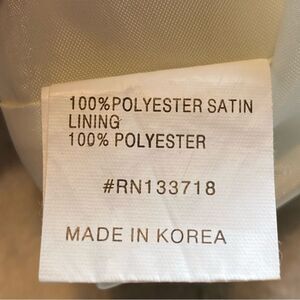 100%POLYESTER SATIN
LINING
100% POLYESTER
#RN133718
MADE IN KOREA